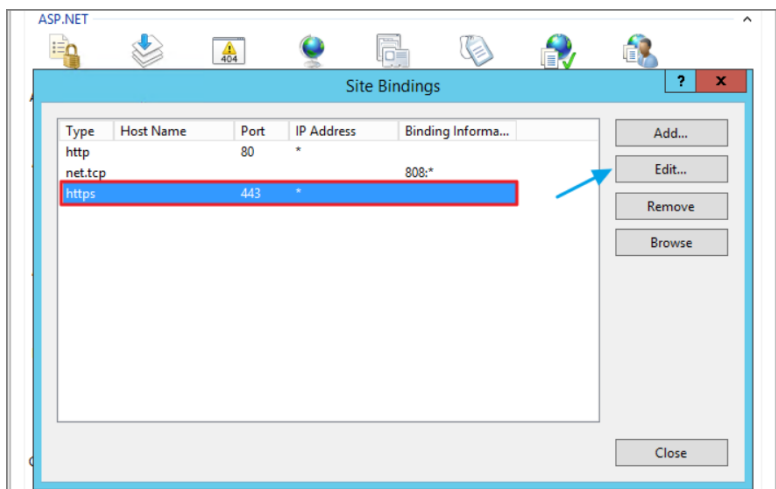 ASP.NET
404
Site Bindings
? x
Type Host Name Port IP Address Binding Informa...
http 80 *
net.tcp 808:*
https 443 *
Add...
Edit...
Remove
Browse
Close